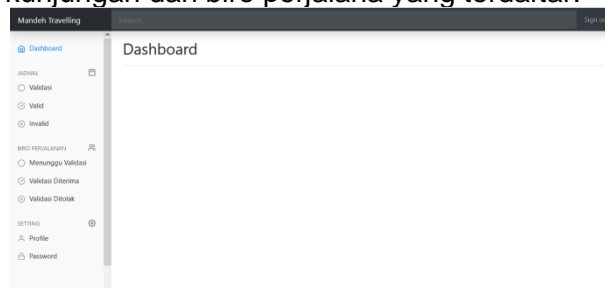 kunjungan dan biro perjalana yang terdaftar.
Mandeh Travelling
Search
Sign ou
Dashboard
Dashboard
JADWAL
Validasi
Valid
Invalid
BIRO PERJALANAN
Menunggu Validasi
Validasi Diterima
Validasi Ditolak
SETTING
Profile
Password